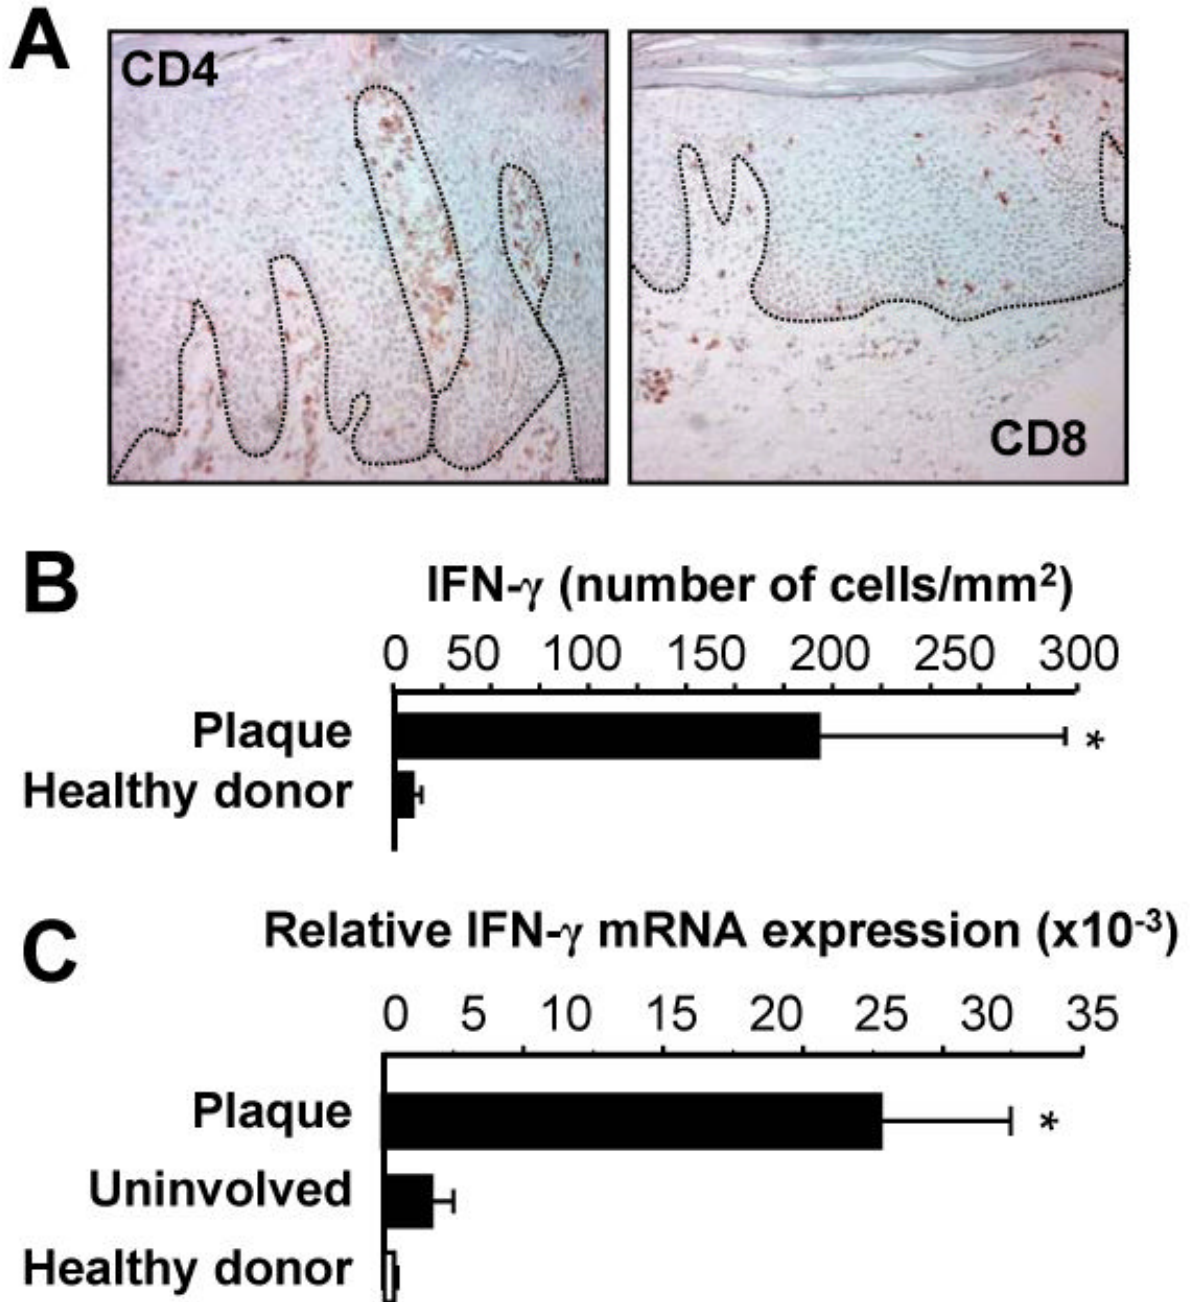 A
CD4
CD8
B
IFN-γ (number of cells/mm²)
0 50 100 150 200 250 300
Plaque
*
Healthy donor
C
Relative IFN-γ mRNA expression (x10⁻³)
0 5 10 15 20 25 30 35
Plaque
*
Uninvolved
Healthy donor